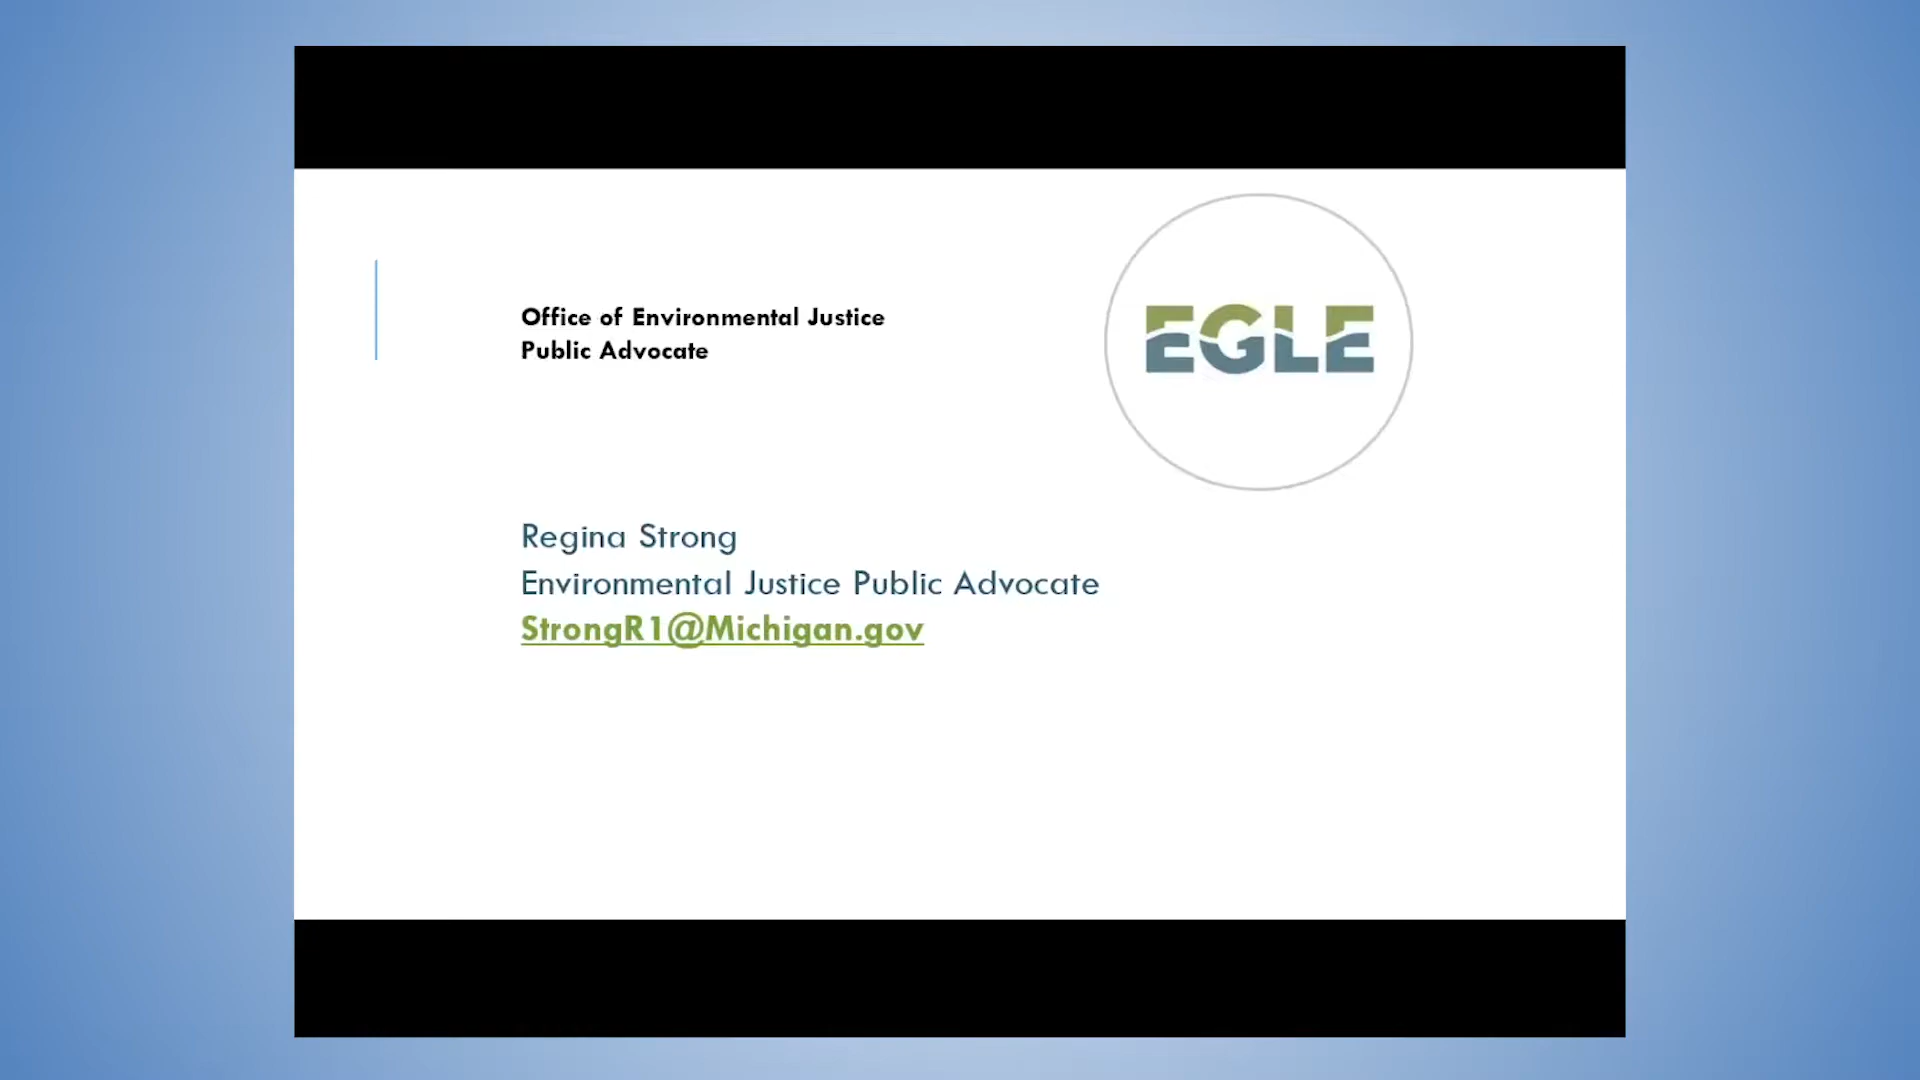 Office of Environmental Justice
Public Advocate
EGLE
Regina Strong
Environmental Justice Public Advocate
StrongR1@Michigan.gov